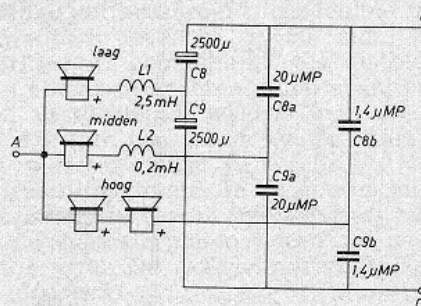 laag
L1
2,5mH
2500µ
C8
C9
2500µ
20µMP
C8a
1,4µMP
C8b
A
midden
L2
0,2mH
hoog
C9a
20µMP
C9b
1,4µMP